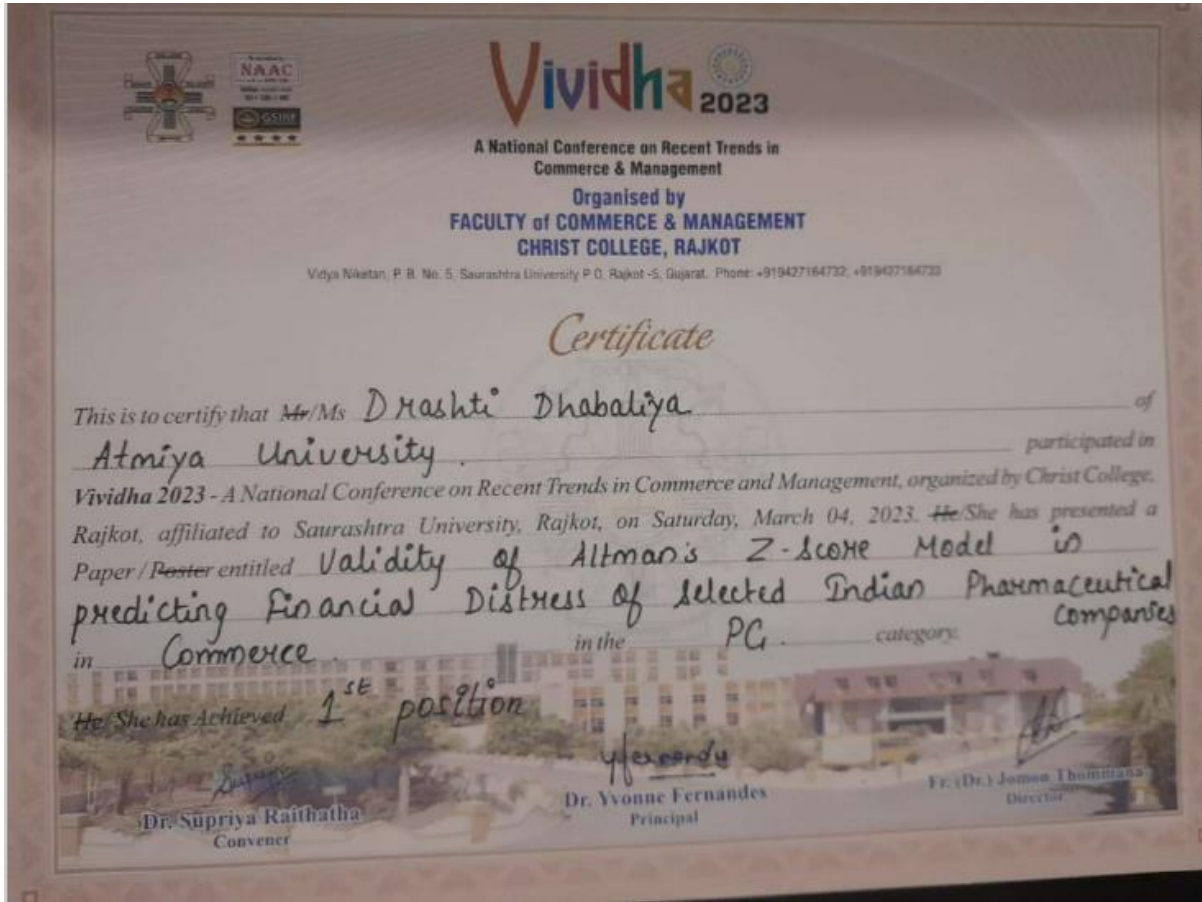 NAAC
GSIRF
Vividha 2023
A National Conference on Recent Trends in
Commerce & Management
Organised by
FACULTY of COMMERCE & MANAGEMENT
CHRIST COLLEGE, RAJKOT
Vidya Niketan, P. B. No. 5, Saurashtra University P.O. Rajkot -5, Gujarat. Phone: +919427164732, +919427164733
Certificate
This is to certify that Mr/Ms Drashti Dhabaliya of
Atmiya University. participated in
Vividha 2023 - A National Conference on Recent Trends in Commerce and Management, organized by Christ College,
Rajkot, affiliated to Saurashtra University, Rajkot, on Saturday, March 04, 2023. He/She has presented a
Paper / Poster entitled Validity of Altman's Z-Score Model in
predicting Financial Distress of selected Indian Pharmaceutical
companies
in Commerce. in the PG. category.
He/She has Achieved 1st position
Dr. Supriya Raithatha
Convener
Dr. Yvonne Fernandes
Principal
Fr. (Dr.) Jomon Thommana
Director